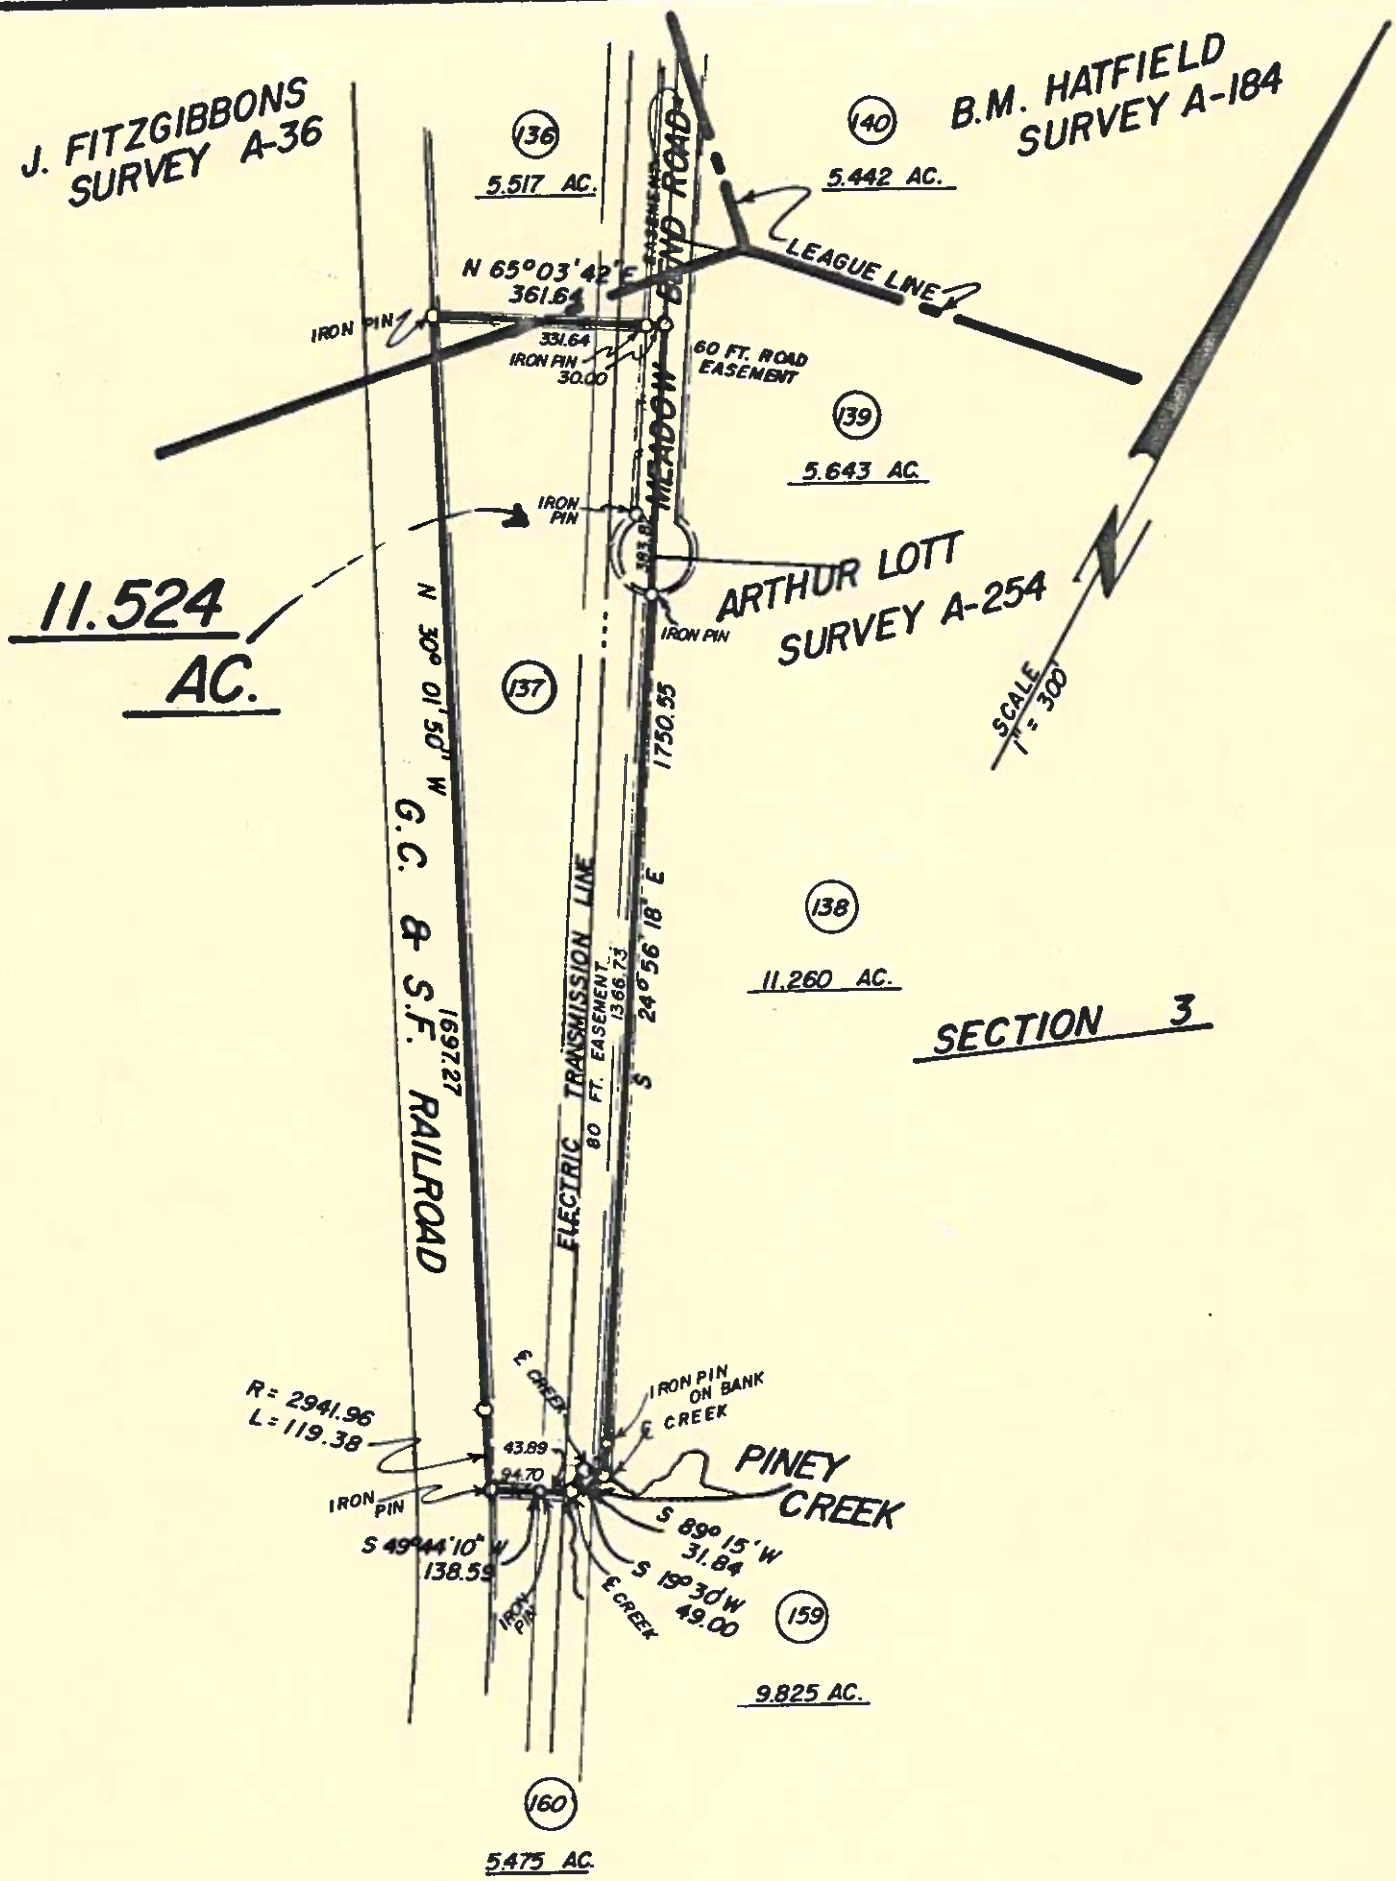 J. FITZGIBBONS
SURVEY A-36
136
5.517 AC.
140
5.442 AC.
B.M. HATFIELD
SURVEY A-184
LEAGUE LINE
N 65° 03' 42" E
361.64
EASEMENT
MEADOW BEND ROAD
IRON PIN
331.64
IRON PIN
30.00
60 FT. ROAD
EASEMENT
139
5.643 AC.
IRON
PIN
383.82
ARTHUR LOTT
SURVEY A-254
IRON PIN
11.524
AC.
137
N 30° 01' 50" W
1697.27
G.C. & S.F. RAILROAD
1750.55
S 24° 56' 18" E
1366.73
ELECTRIC TRANSMISSION LINE
80 FT. EASEMENT
SCALE
1" = 300'
138
11.260 AC.
SECTION 3
℄ CREEK
IRON PIN
ON BANK
℄ CREEK
R = 2941.96
L = 119.38
43.89
94.70
IRON
PIN
PINEY
CREEK
S 49° 44' 10" W
138.59
S 89° 15' W
31.84
S 19° 30' W
49.00
IRON
PIN
℄ CREEK
159
9.825 AC.
160
5.475 AC.